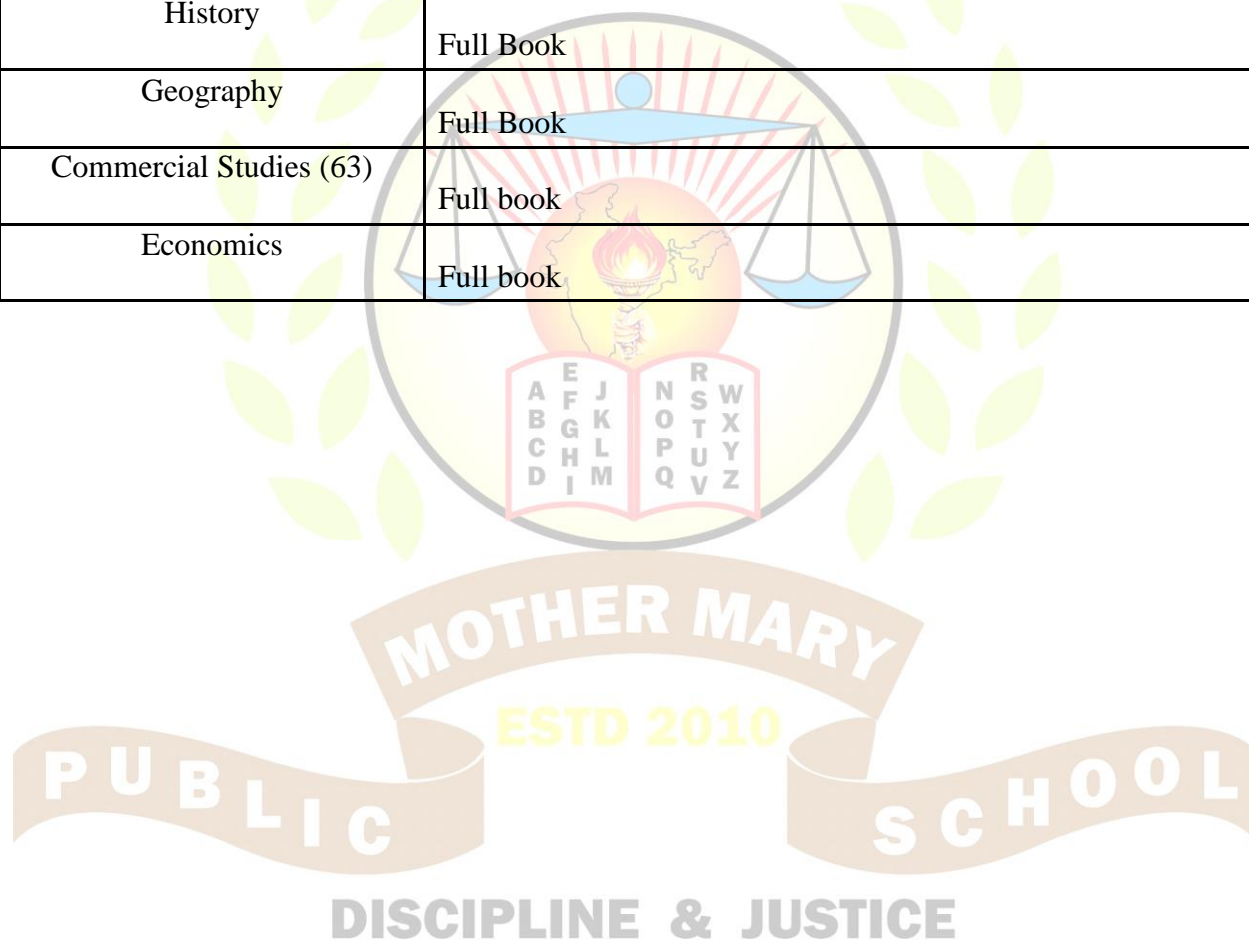 History
Full Book
Geography
Full Book
Commercial Studies (63)
Full book
Economics
Full book
A B C D E F G H I J K L M
N O P Q R S T U V W X Y Z
MOTHER MARY
ESTD 2010
PUBLIC SCHOOL
DISCIPLINE & JUSTICE